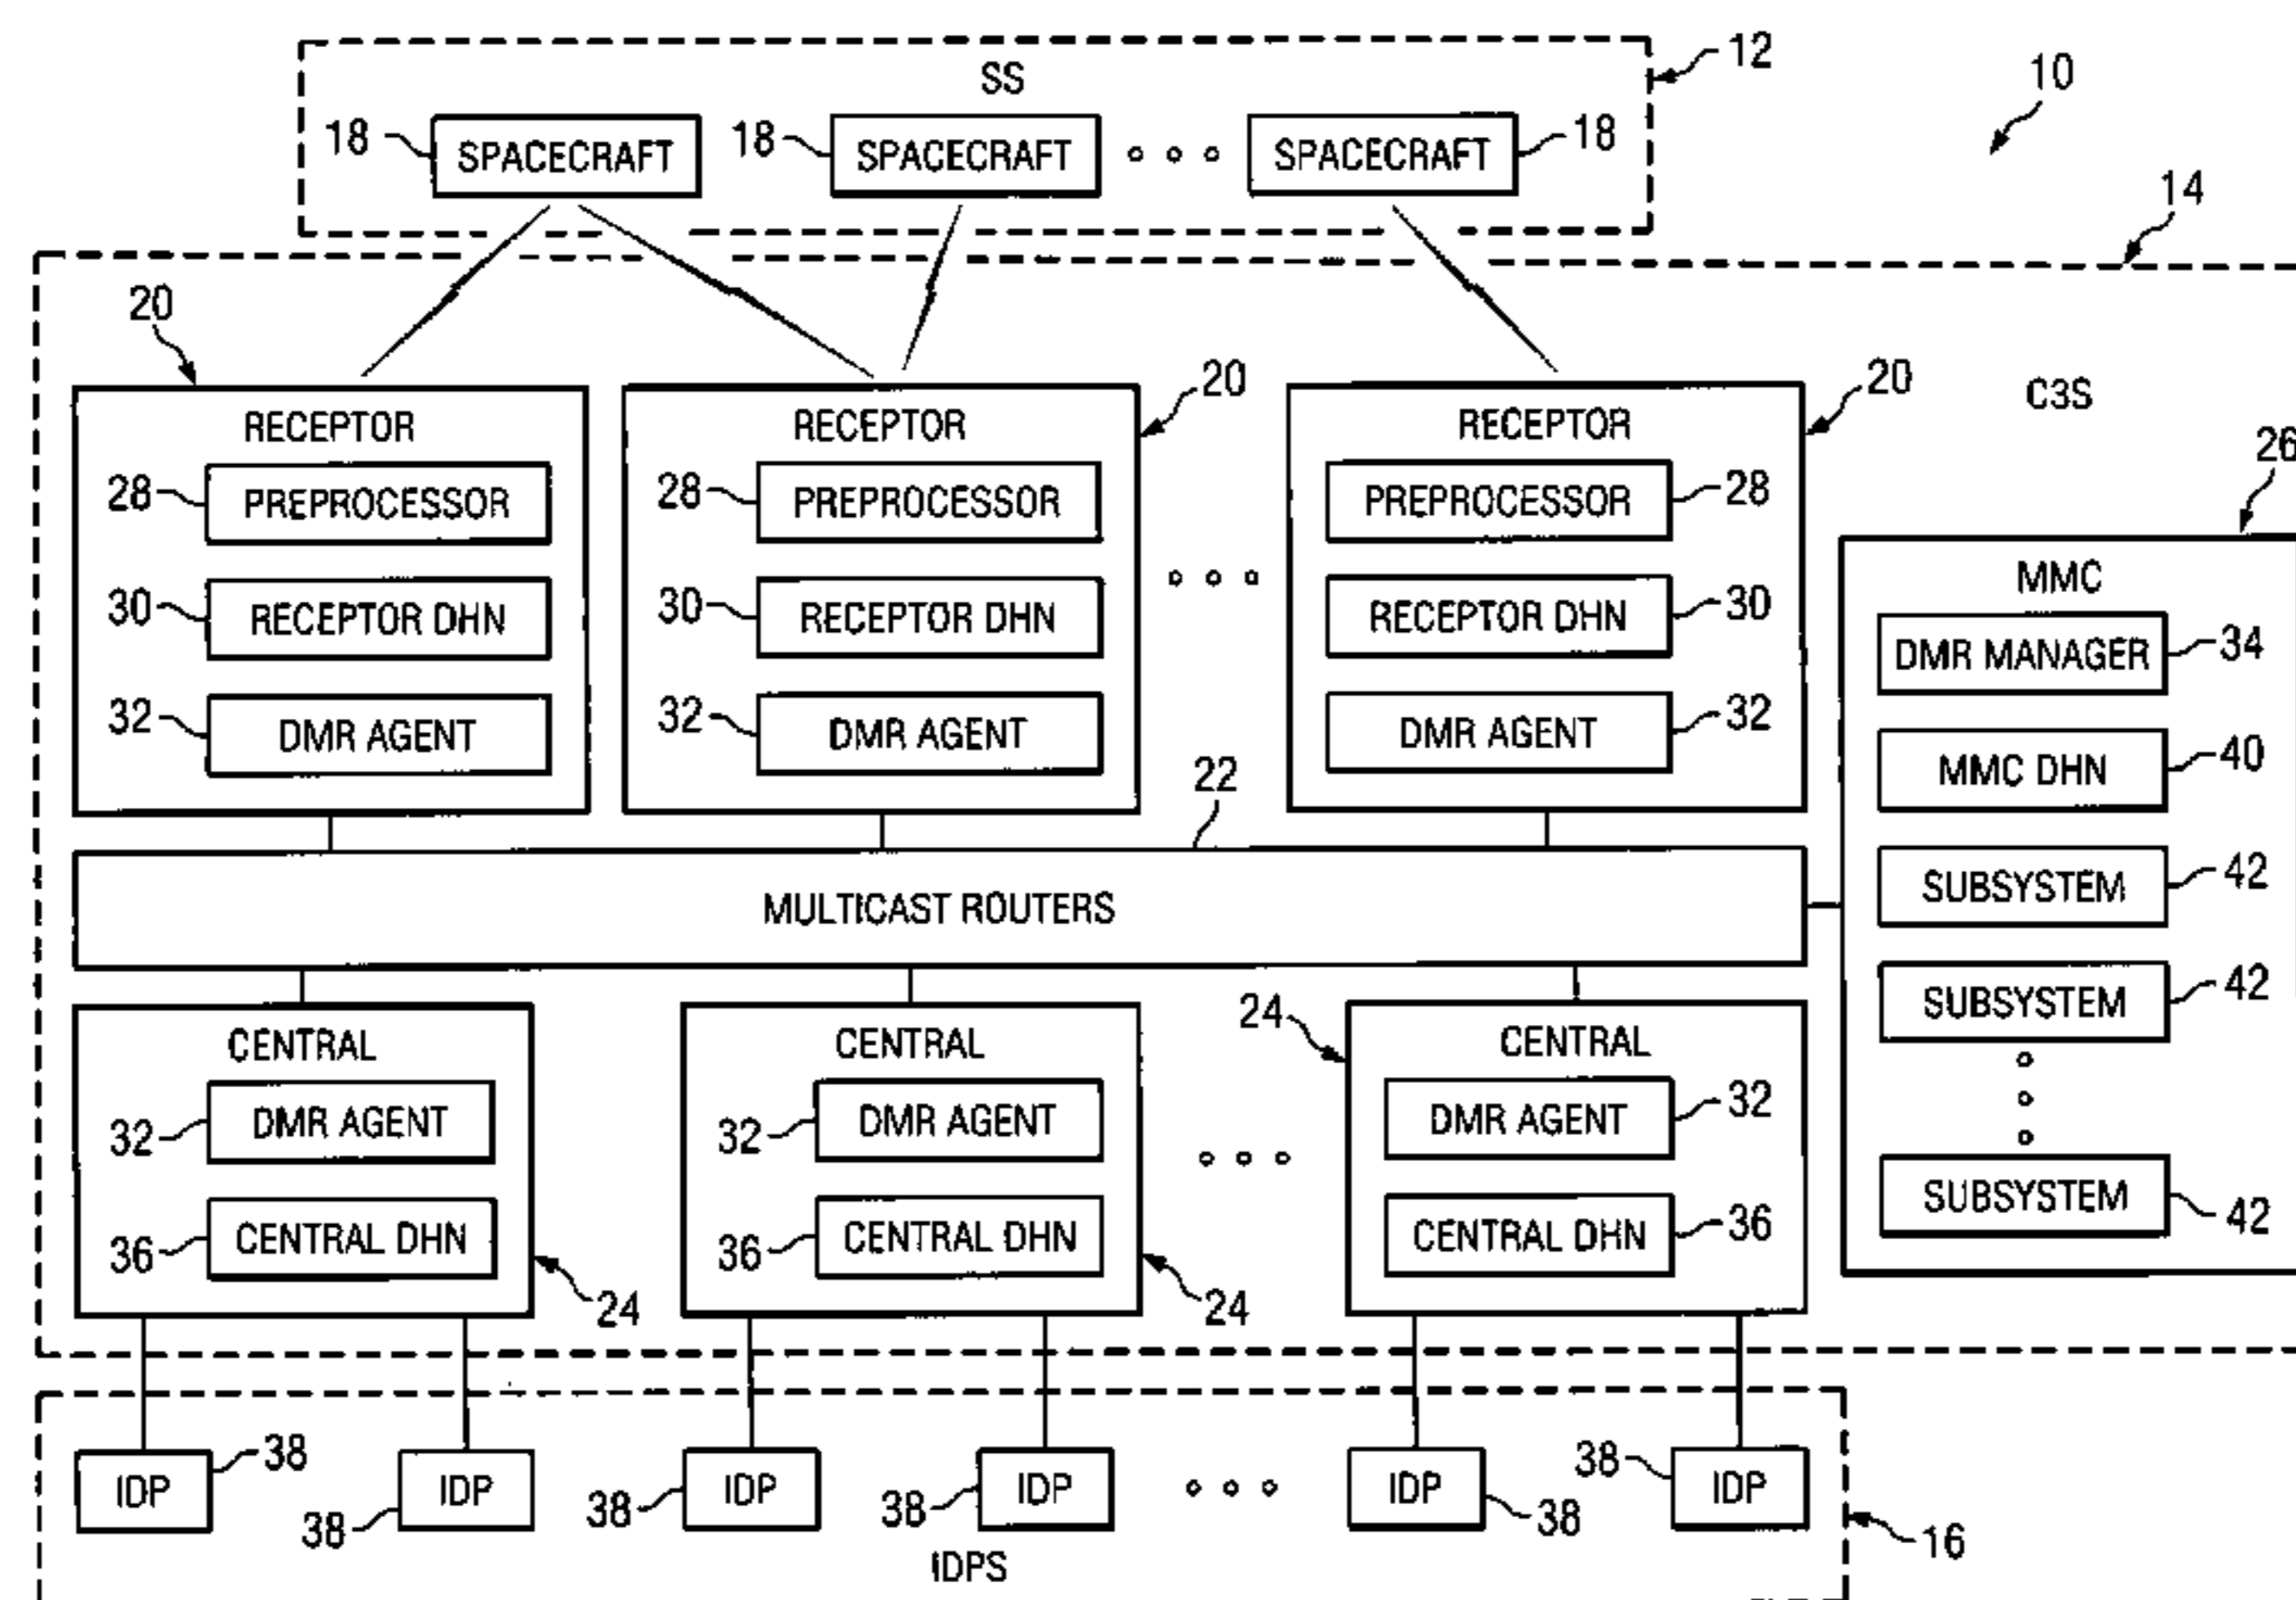 12
SS
10
18 SPACECRAFT 18 SPACECRAFT SPACECRAFT 18
14
20
20 20 C3S
RECEPTOR RECEPTOR RECEPTOR
26
28 PREPROCESSOR 28 PREPROCESSOR PREPROCESSOR 28
MMC
30 RECEPTOR DHN 30 RECEPTOR DHN RECEPTOR DHN 30
DMR MANAGER 34
32 DMR AGENT 32 DMR AGENT DMR AGENT 32
22
MMC DHN 40
SUBSYSTEM 42
MULTICAST ROUTERS
SUBSYSTEM 42
24
CENTRAL CENTRAL CENTRAL
32 DMR AGENT 32 DMR AGENT DMR AGENT 32
SUBSYSTEM 42
36 CENTRAL DHN 36 CENTRAL DHN CENTRAL DHN 36
24 24
IDP 38 38 IDP 38 IDP 38 IDP IDP 38 38 IDP
16
IDPS